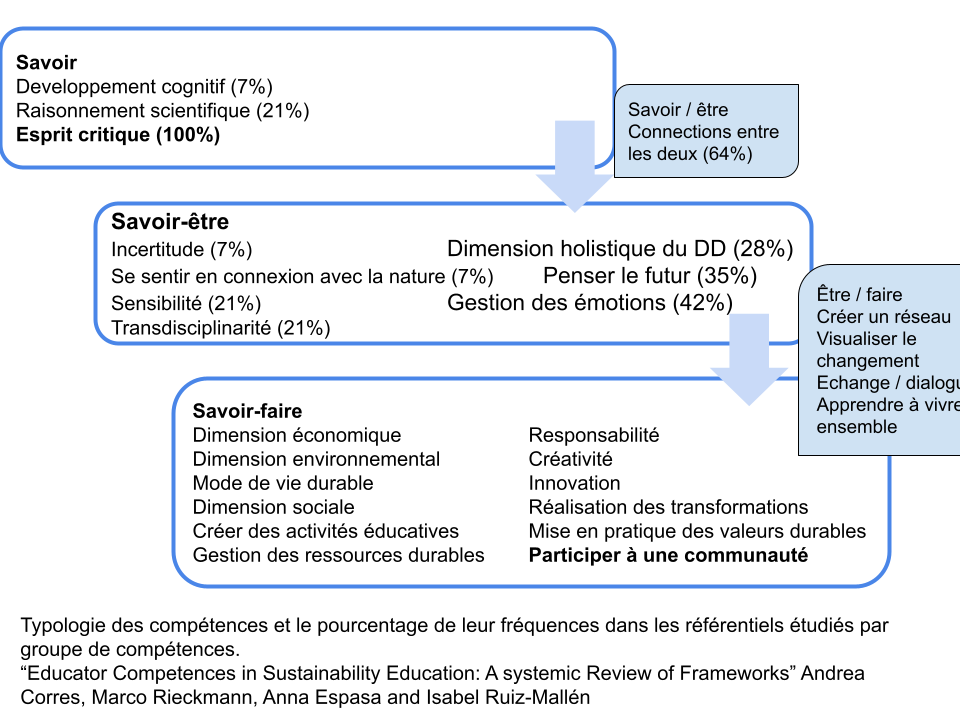 Savoir
Developpement cognitif (7%)
Raisonnement scientifique (21%)
Esprit critique (100%)
Savoir / être
Connections entre
les deux (64%)
Savoir-être
Incertitude (7%)
Dimension holistique du DD (28%)
Se sentir en connexion avec la nature (7%)
Penser le futur (35%)
Sensibilité (21%)
Gestion des émotions (42%)
Transdisciplinarité (21%)
Être / faire
Créer un réseau
Visualiser le
changement
Echange / dialogu
Apprendre à vivre
ensemble
Savoir-faire
Dimension économique
Dimension environnemental
Mode de vie durable
Dimension sociale
Créer des activités éducatives
Gestion des ressources durables
Responsabilité
Créativité
Innovation
Réalisation des transformations
Mise en pratique des valeurs durables
Participer à une communauté
Typologie des compétences et le pourcentage de leur fréquences dans les référentiels étudiés par
groupe de compétences.
“Educator Competences in Sustainability Education: A systemic Review of Frameworks” Andrea
Corres, Marco Rieckmann, Anna Espasa and Isabel Ruiz-Mallén